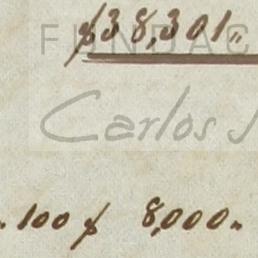 $38,301„
FUNDAC
Carlos J
„100 $ 8,000„